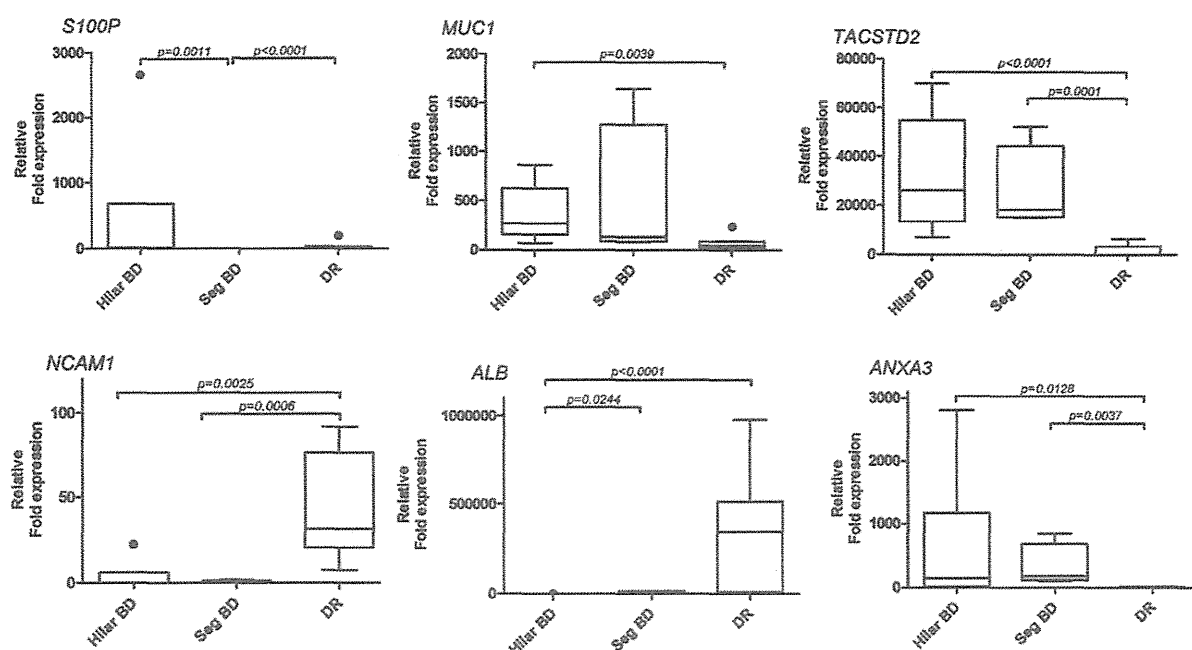 S100P
p=0.0011 p<0.0001
3000
2000
1000
0
Relative
Fold expression
Hilar BD
Seg BD
DR
MUC1
p=0.0039
2000
1500
1000
500
0
Relative
Fold expression
Hilar BD
Seg BD
DR
TACSTD2
p<0.0001
p=0.0001
80000
60000
40000
20000
0
Relative
Fold expression
Hilar BD
Seg BD
DR
NCAM1
p=0.0025
p=0.0006
100
50
0
Relative
Fold expression
Hilar BD
Seg BD
DR
ALB
p<0.0001
p=0.0244
1000000
500000
0
Relative
Fold expression
Hilar BD
Seg BD
DR
ANXA3
p=0.0128
p=0.0037
3000
2000
1000
0
Relative
Fold expression
Hilar BD
Seg BD
DR